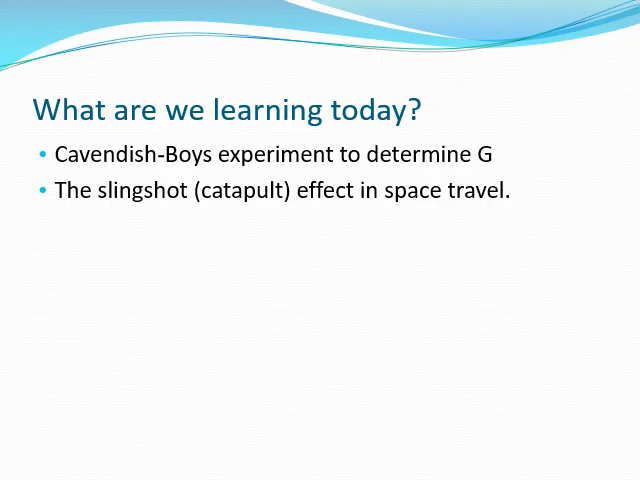 What are we learning today?
• Cavendish-Boys experiment to determine G
• The slingshot (catapult) effect in space travel.